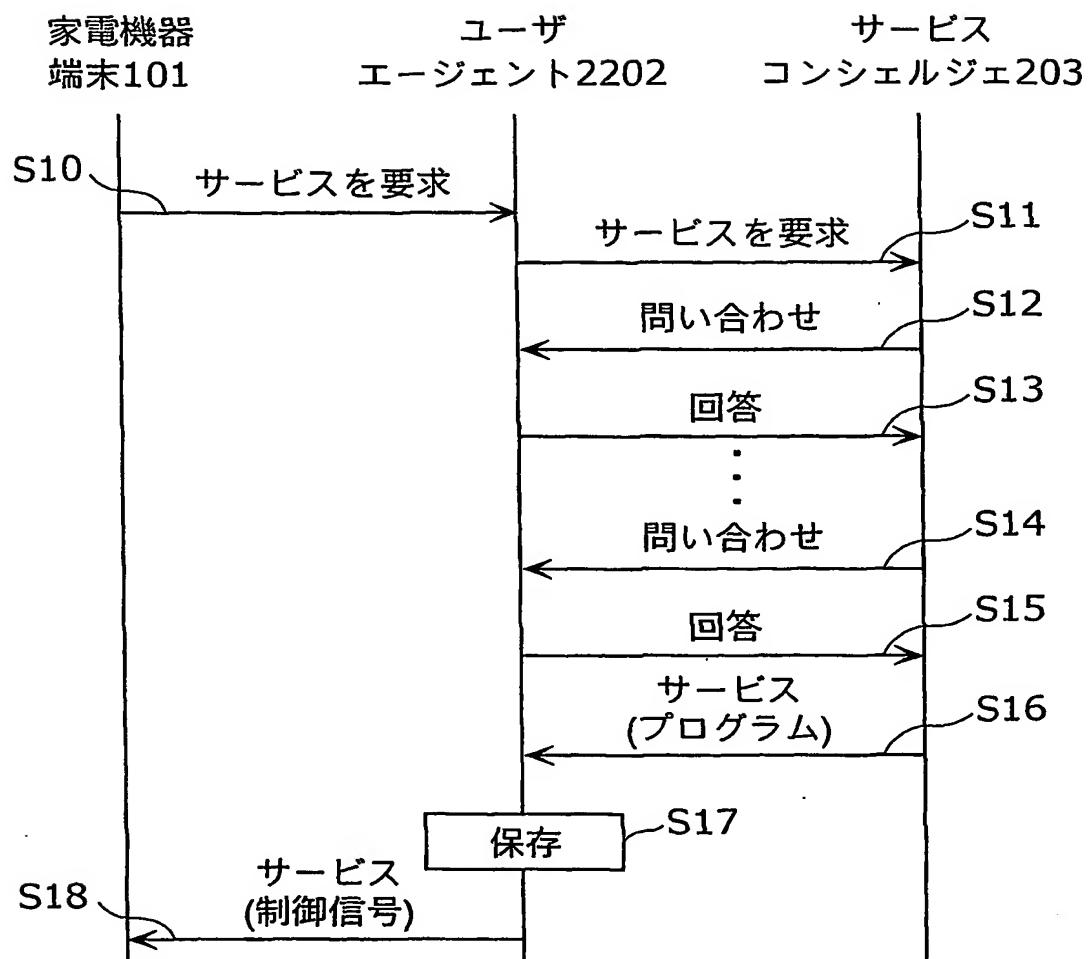 家電機器
端末101
ユーザ
エージェント2202
サービス
コンシェルジェ203
S10
サービスを要求
サービスを要求
S11
問い合わせ
S12
回答
S13
問い合わせ
S14
回答
S15
サービス
(プログラム)
S16
保存
S17
サービス
(制御信号)
S18